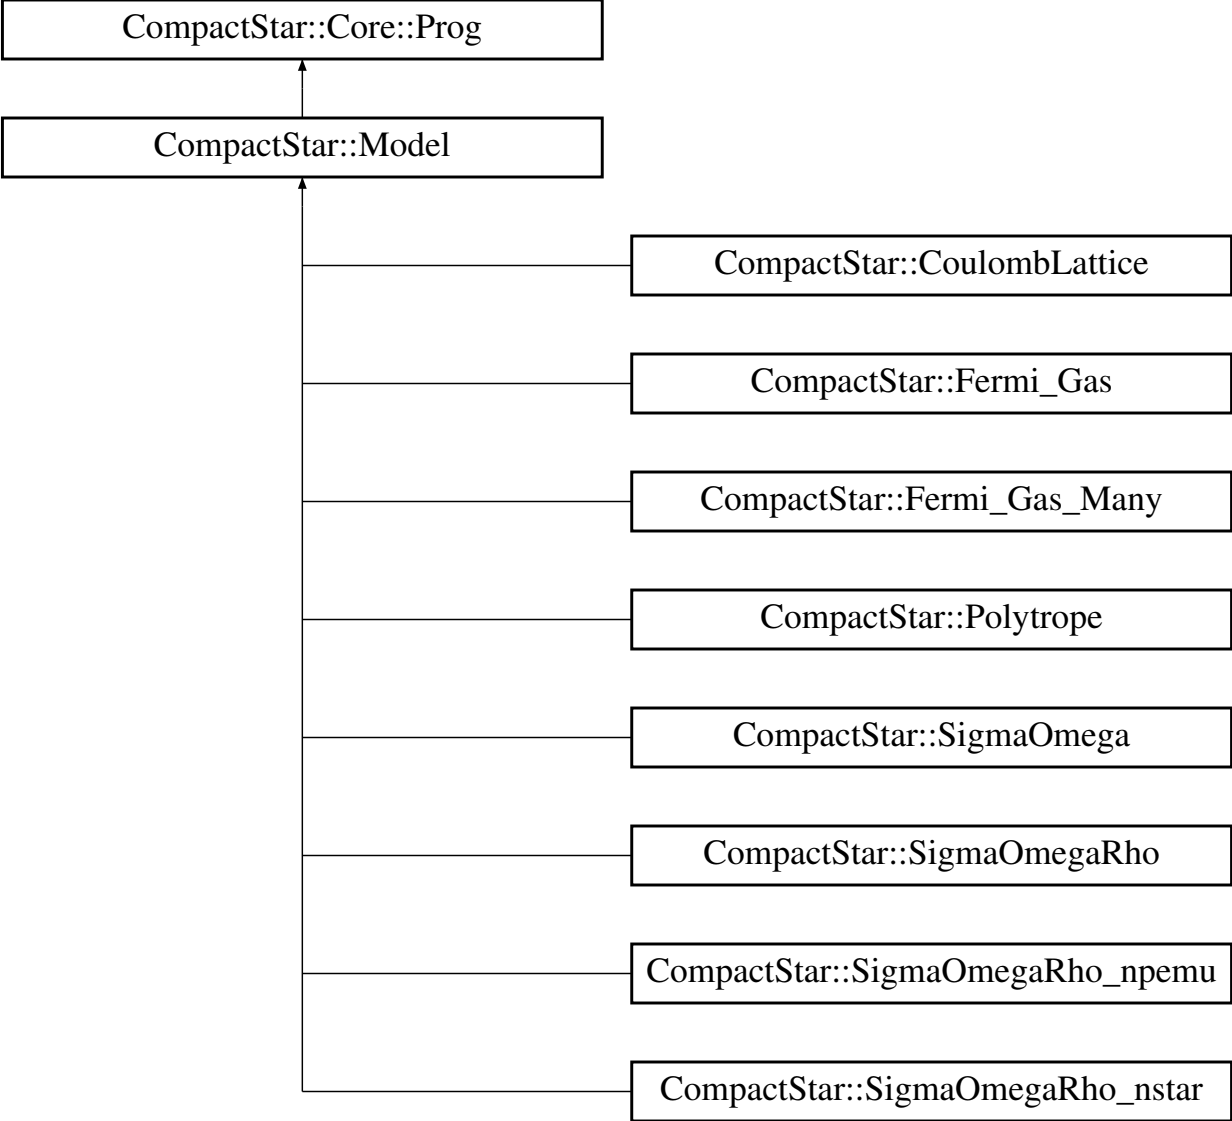 CompactStar::Core::Prog
CompactStar::Model
CompactStar::CoulombLattice
CompactStar::Fermi_Gas
CompactStar::Fermi_Gas_Many
CompactStar::Polytrope
CompactStar::SigmaOmega
CompactStar::SigmaOmegaRho
CompactStar::SigmaOmegaRho_npemu
CompactStar::SigmaOmegaRho_nstar